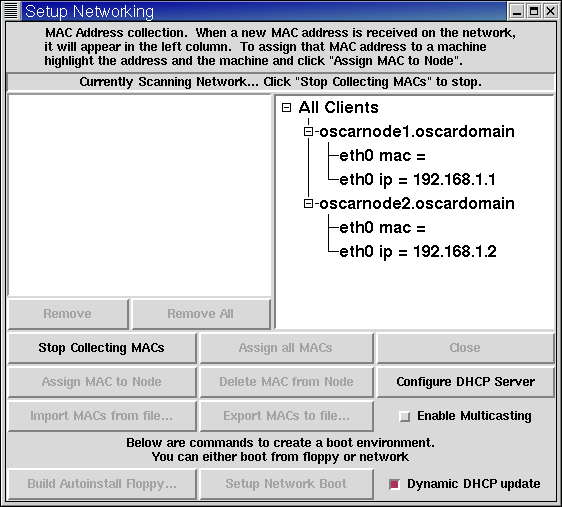 Setup Networking
MAC Address collection. When a new MAC address is received on the network,
it will appear in the left column. To assign that MAC address to a machine
highlight the address and the machine and click "Assign MAC to Node".
Currently Scanning Network... Click "Stop Collecting MACs" to stop.
All Clients
oscarnode1.oscardomain
eth0 mac =
eth0 ip = 192.168.1.1
oscarnode2.oscardomain
eth0 mac =
eth0 ip = 192.168.1.2
Remove Remove All
Stop Collecting MACs Assign all MACs Close
Assign MAC to Node Delete MAC from Node Configure DHCP Server
Import MACs from file... Export MACs to file... Enable Multicasting
Below are commands to create a boot environment.
You can either boot from floppy or network
Build Autoinstall Floppy... Setup Network Boot Dynamic DHCP update